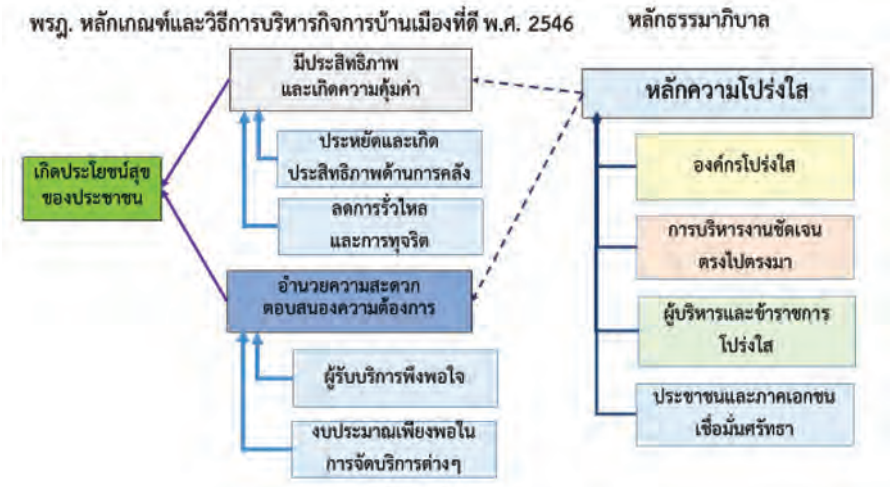 พรฎ. หลักเกณฑ์และวิธีการบริหารกิจการบ้านเมืองที่ดี พ.ศ. 2546
หลักธรรมาภิบาล
มีประสิทธิภาพ
และเกิดความคุ้มค่า
ประหยัดและเกิด
ประสิทธิภาพด้านการคลัง
ลดการรั่วไหล
และการทุจริต
เกิดประโยชน์สุข
ของประชาชน
อำนวยความสะดวก
ตอบสนองความต้องการ
ผู้รับบริการพึงพอใจ
งบประมาณเพียงพอใน
การจัดบริการต่างๆ
หลักความโปร่งใส
องค์กรโปร่งใส
การบริหารงานชัดเจน
ตรงไปตรงมา
ผู้บริหารและข้าราชการ
โปร่งใส
ประชาชนและภาคเอกชน
เชื่อมั่นศรัทธา